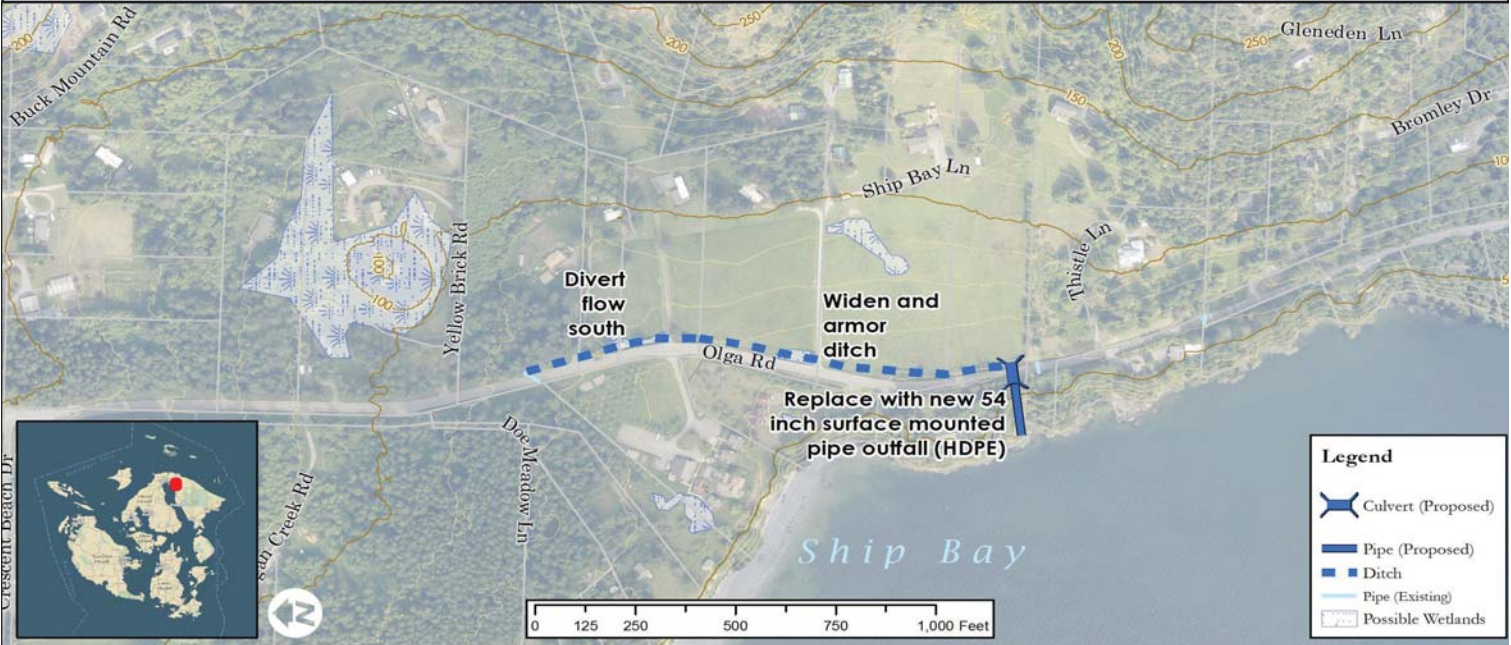 Buck Mountain Rd
200
250
200
200
250
Gleneden Ln
150
Bromley Dr
Ship Bay Ln
Thistle Ln
100
100
Yellow Brick Rd
Divert
flow
south
Widen and
armor
ditch
Olga Rd
Replace with new 54
inch surface mounted
pipe outfall (HDPE)
Doe Meadow Ln
Crescent Beach Dr
gan Creek Rd
Ship Bay
N
0 125 250 500 750 1,000 Feet
Legend
Culvert (Proposed)
Pipe (Proposed)
Ditch
Pipe (Existing)
Possible Wetlands